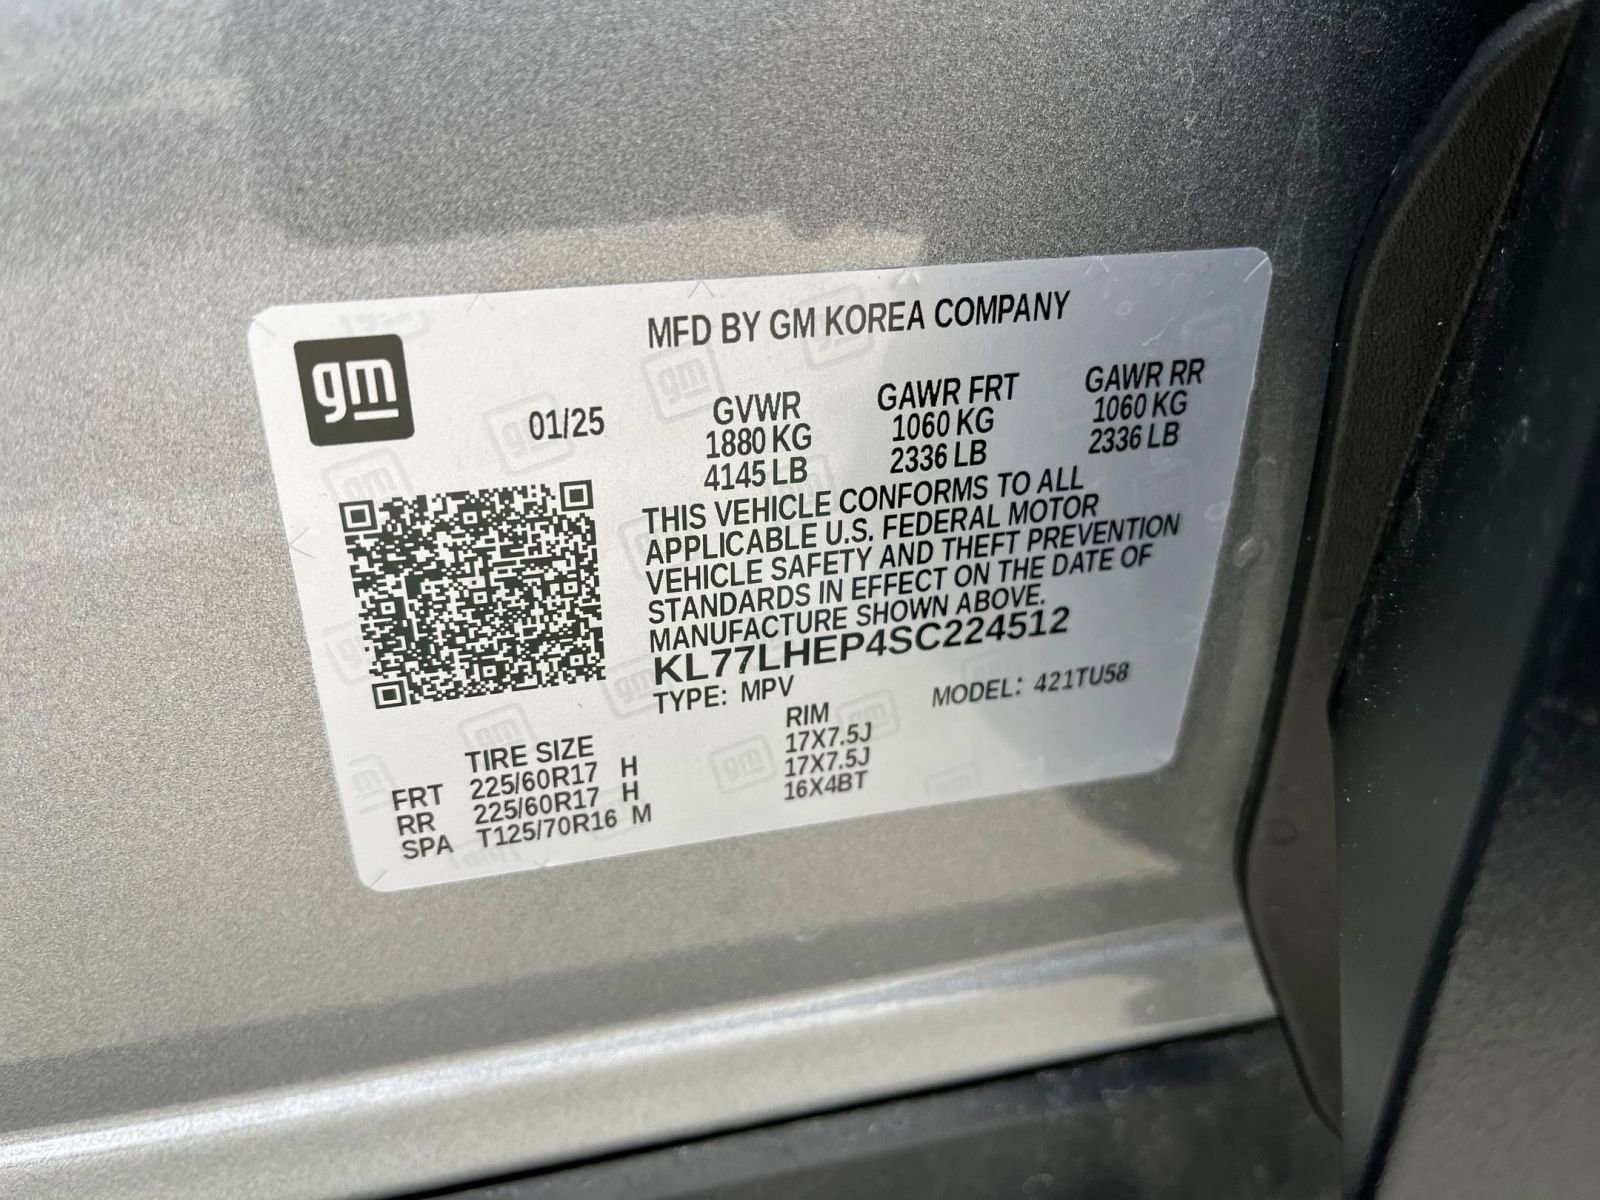 MFD BY GM KOREA COMPANY
gm
01/25
GVWR GAWR FRT GAWR RR
1880 KG 1060 KG 1060 KG
4145 LB 2336 LB 2336 LB
THIS VEHICLE CONFORMS TO ALL
APPLICABLE U.S. FEDERAL MOTOR
VEHICLE SAFETY AND THEFT PREVENTION
STANDARDS IN EFFECT ON THE DATE OF
MANUFACTURE SHOWN ABOVE.
KL77LHEP4SC224512
TYPE: MPV MODEL: 421TU58
TIRE SIZE RIM
FRT 225/60R17 H 17X7.5J
RR 225/60R17 H 17X7.5J
SPA T125/70R16 M 16X4BT